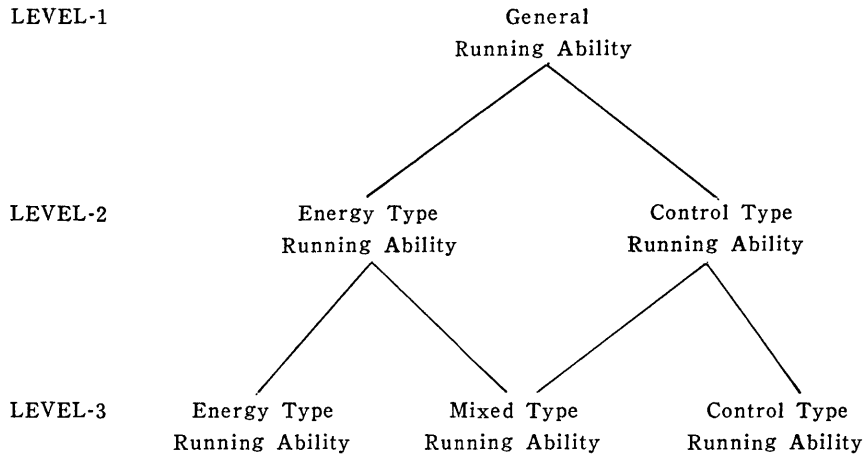 LEVEL-1 General
Running Ability
LEVEL-2 Energy Type Control Type
Running Ability Running Ability
LEVEL-3 Energy Type Mixed Type Control Type
Running Ability Running Ability Running Ability